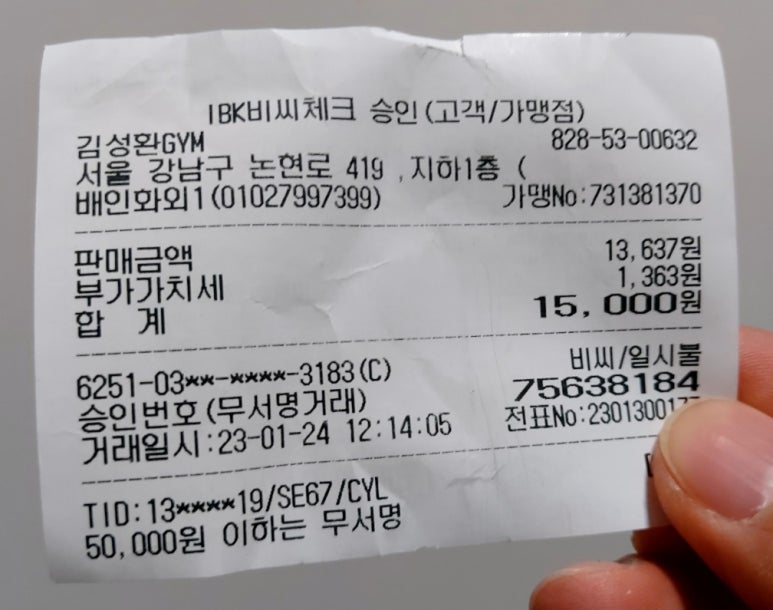 IBK비씨체크 승인(고객/가맹점)
김성환GYM 828-53-00632
서울 강남구 논현로 419 ,지하1층 (
배인화외1(01027997399) 가맹No:731381370
판매금액 13,637원
부가가치세 1,363원
합 계 15,000원
6251-03**-****-3183(C) 비씨/일시불
승인번호(무서명거래) 75638184
거래일시:23-01-24 12:14:05 전표No:2301300
TID:13****19/SE67/CYL
50,000원 이하는 무서명